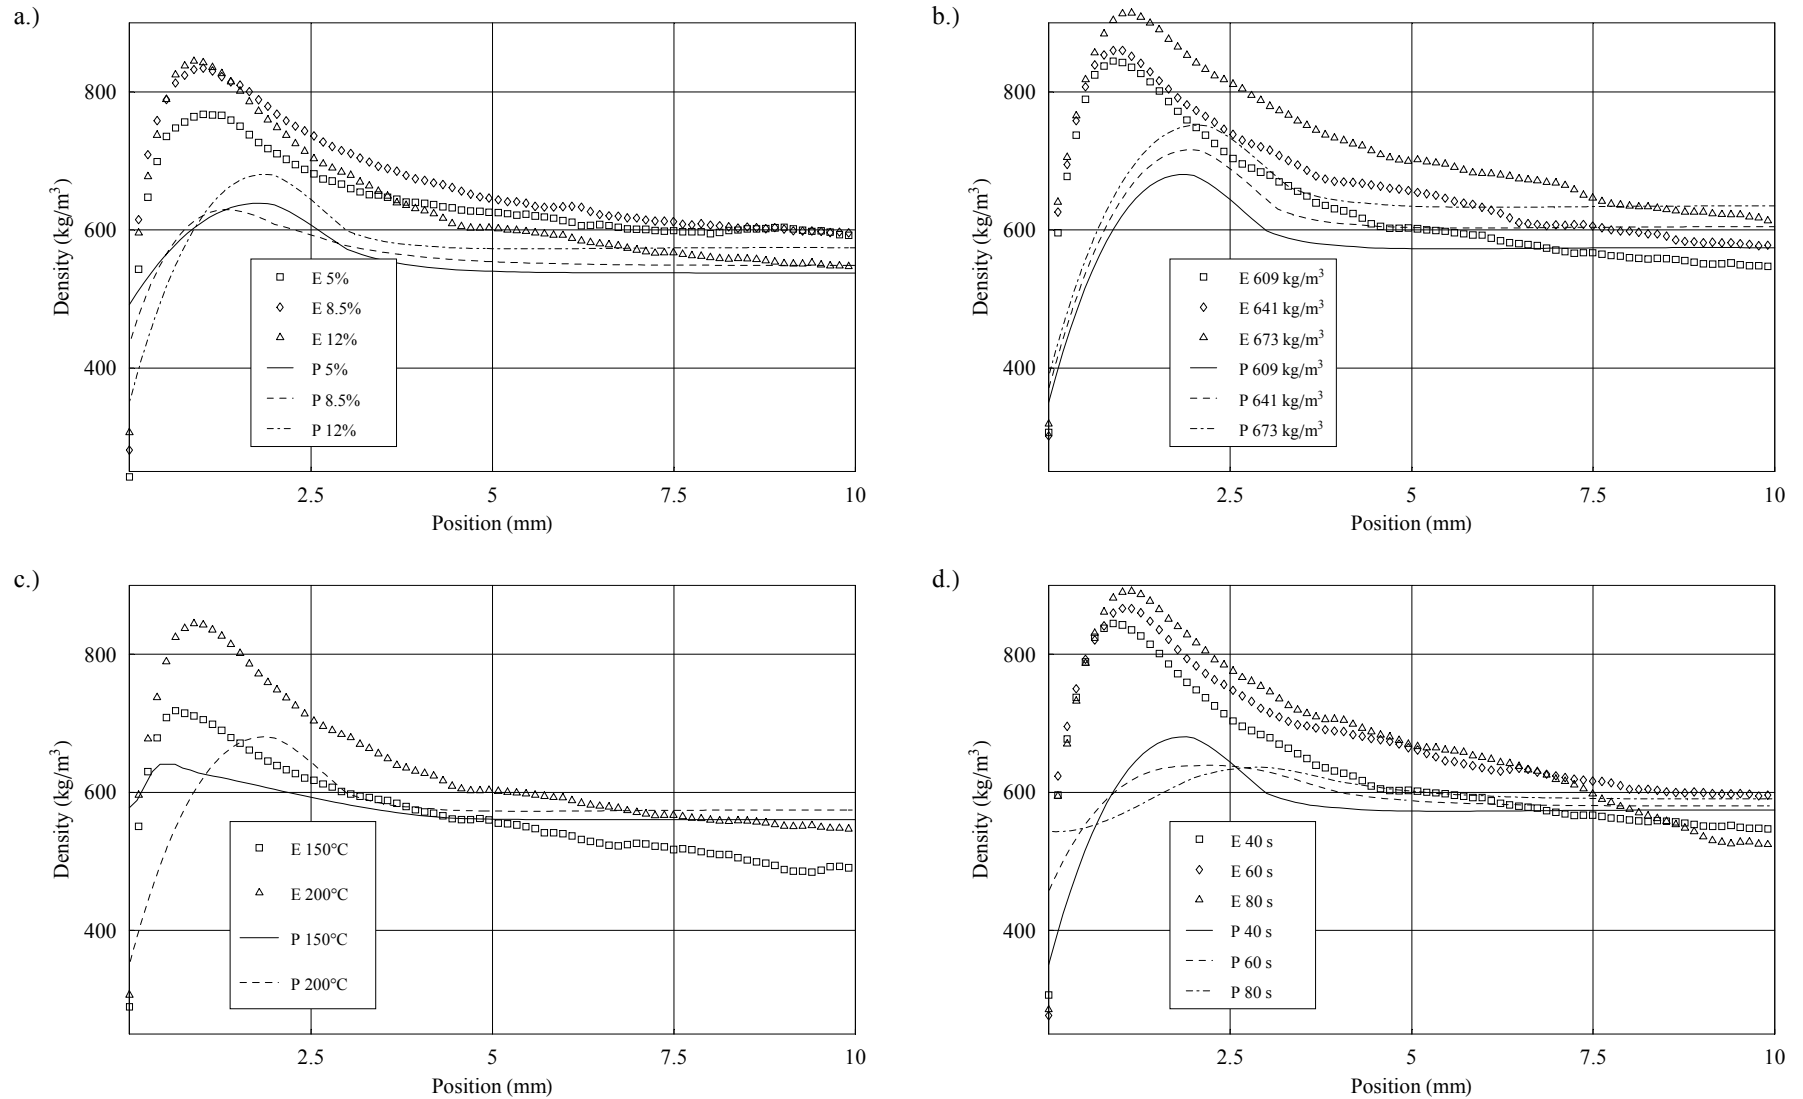 a.)
800
600
400
Density (kg/m³ )
E 5%
E 8.5%
E 12%
P 5%
P 8.5%
P 12%
2.5
5
7.5
10
Position (mm)
b.)
800
600
400
Density (kg/m³ )
E 609 kg/m³
E 641 kg/m³
E 673 kg/m³
P 609 kg/m³
P 641 kg/m³
P 673 kg/m³
2.5
5
7.5
10
Position (mm)
c.)
800
600
400
Density (kg/m³ )
E 150°C
E 200°C
P 150°C
P 200°C
2.5
5
7.5
10
Position (mm)
d.)
800
600
400
Density (kg/m³ )
E 40 s
E 60 s
E 80 s
P 40 s
P 60 s
P 80 s
2.5
5
7.5
10
Position (mm)